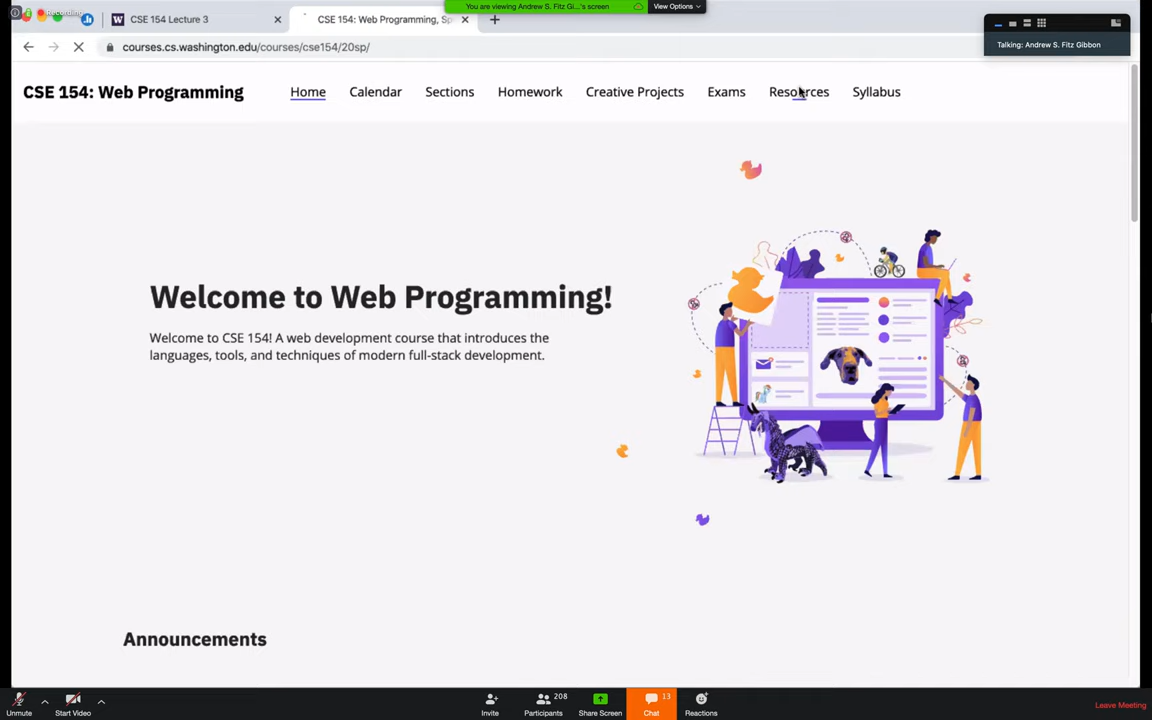 Recording
You are viewing Andrew S. Fitz Gi...'s screen
View Options
CSE 154 Lecture 3
CSE 154: Web Programming, Sp
Talking: Andrew S. Fitz Gibbon
courses.cs.washington.edu/courses/cse154/20sp/
CSE 154: Web Programming
Home
Calendar
Sections
Homework
Creative Projects
Exams
Resources
Syllabus
Welcome to Web Programming!
Welcome to CSE 154! A web development course that introduces the
languages, tools, and techniques of modern full-stack development.
Announcements
Unmute
Start Video
Invite
208
Participants
Share Screen
13
Chat
Reactions
Leave Meeting